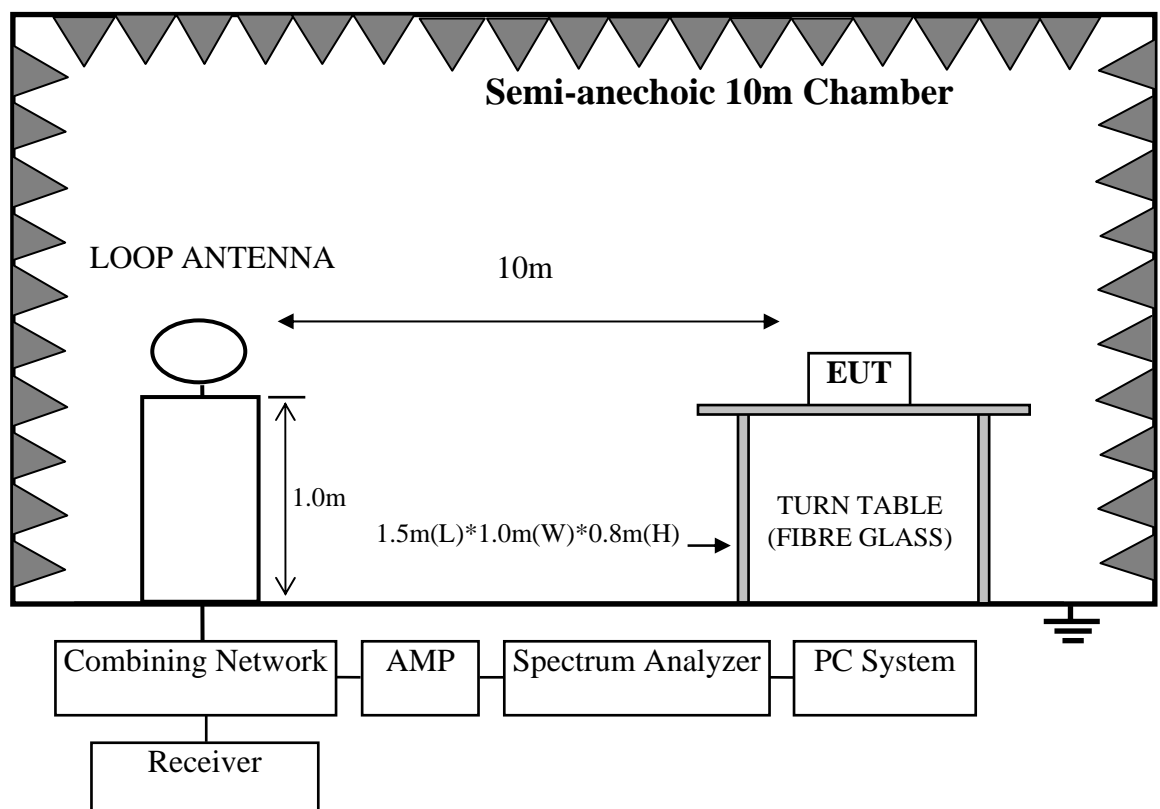 Semi-anechoic 10m Chamber
LOOP ANTENNA
10m
EUT
1.0m
1.5m(L)*1.0m(W)*0.8m(H)
TURN TABLE
(FIBRE GLASS)
Combining Network
AMP
Spectrum Analyzer
PC System
Receiver